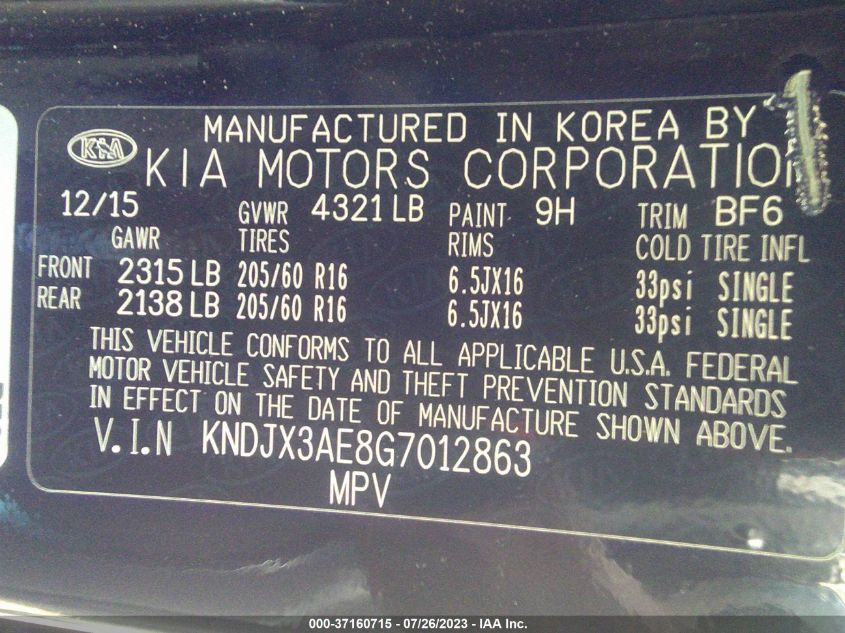 MANUFACTURED IN KOREA BY
KIA KIA MOTORS CORPORATION
12/15 GVWR 4321 LB PAINT 9H TRIM BF6
GAWR TIRES RIMS COLD TIRE INFL
FRONT 2315 LB 205/60 R16 6.5JX16 33psi SINGLE
REAR 2138 LB 205/60 R16 6.5JX16 33psi SINGLE
THIS VEHICLE CONFORMS TO ALL APPLICABLE U.S.A. FEDERAL
MOTOR VEHICLE SAFETY AND THEFT PREVENTION STANDARDS
IN EFFECT ON THE DATE OF MANUFACTURE SHOWN ABOVE.
V.I.N KNDJX3AE8G7012863
MPV
000-37160715 - 07/26/2023 - IAA Inc.